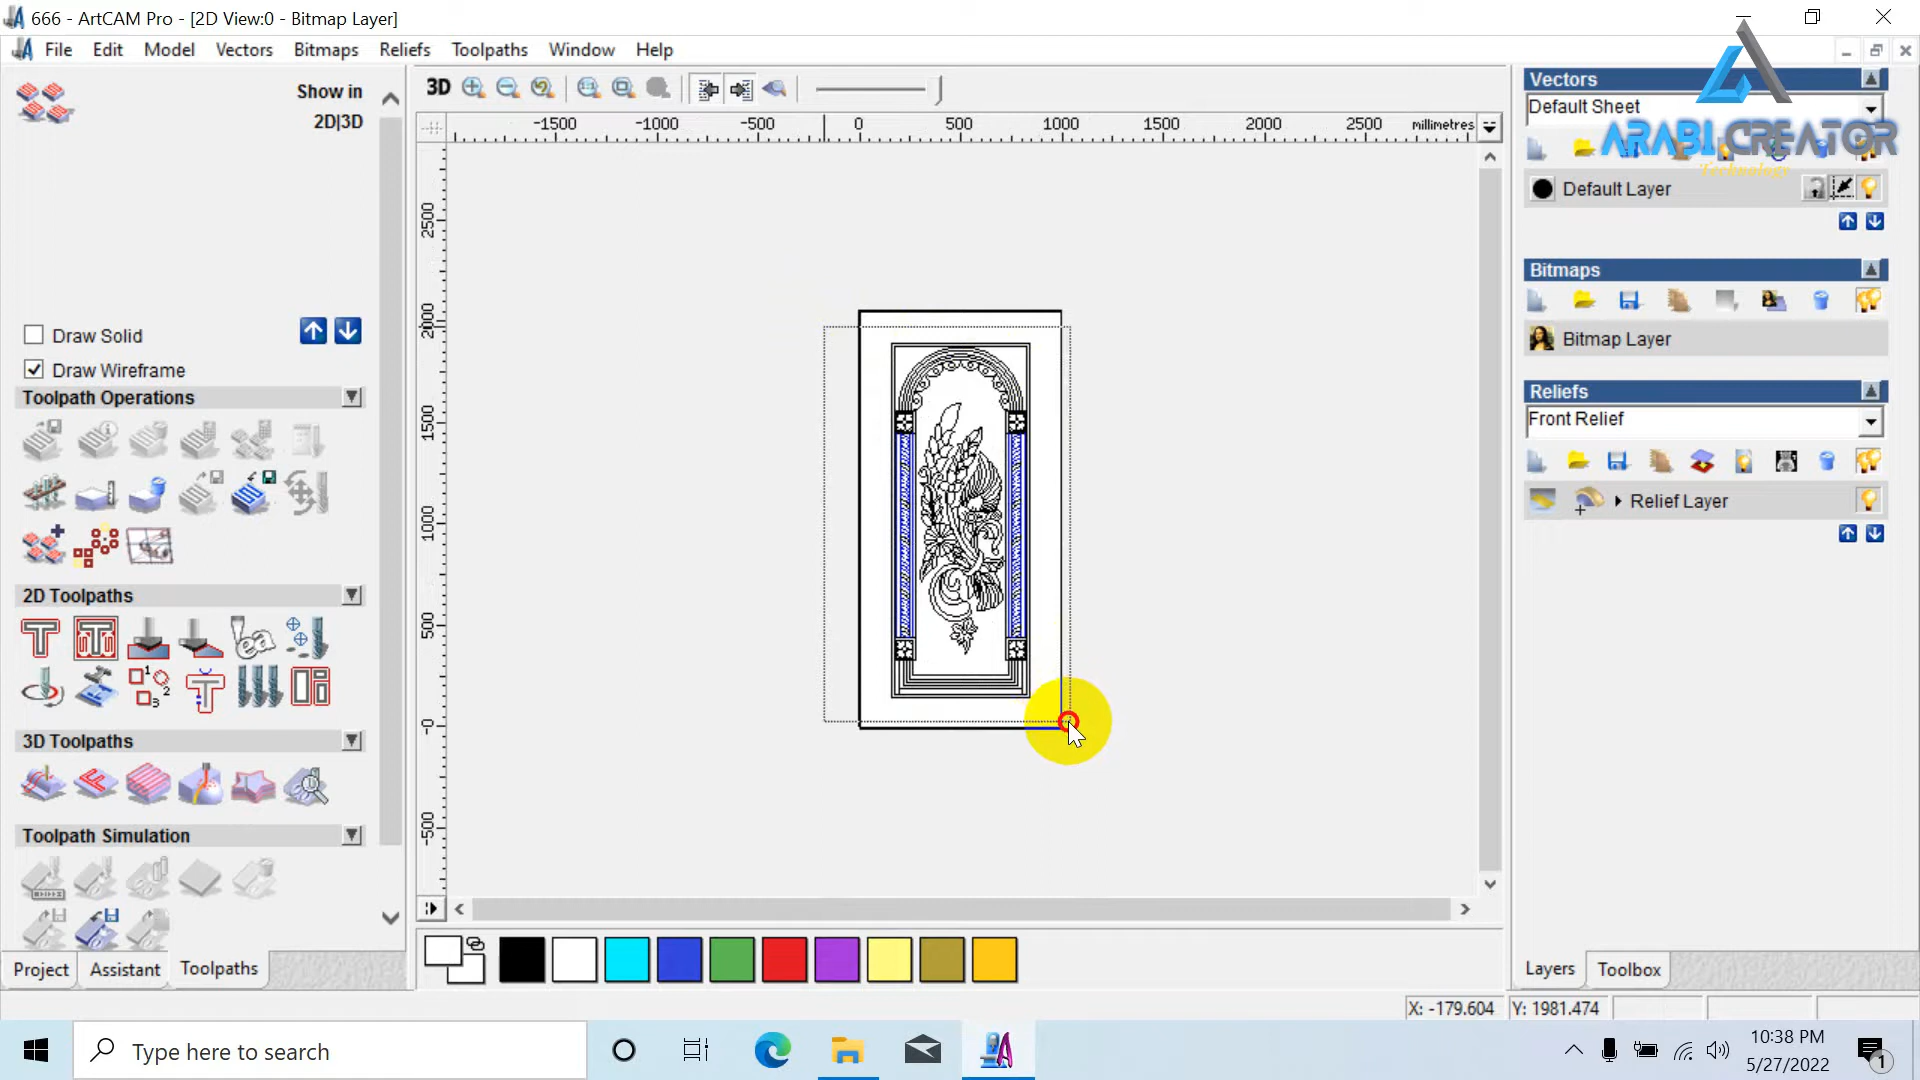 666 - ArtCAM Pro - [2D View:0 - Bitmap Layer]
File Edit Model Vectors Bitmaps Reliefs Toolpaths Window Help
Show in
2D|3D
Draw Solid
Draw Wireframe
Toolpath Operations
2D Toolpaths
3D Toolpaths
Toolpath Simulation
Project Assistant Toolpaths
3D
-1500 -1000 -500 0 500 1000 1500 2000 2500 millimetres
2500
2000
1500
1000
500
-0
-500
Vectors
Default Sheet
ARABI CREATOR
Technology
Default Layer
Bitmaps
Bitmap Layer
Reliefs
Front Relief
Relief Layer
Layers Toolbox
X: -179.604 Y: 1981.474
Type here to search
10:38 PM
5/27/2022
1